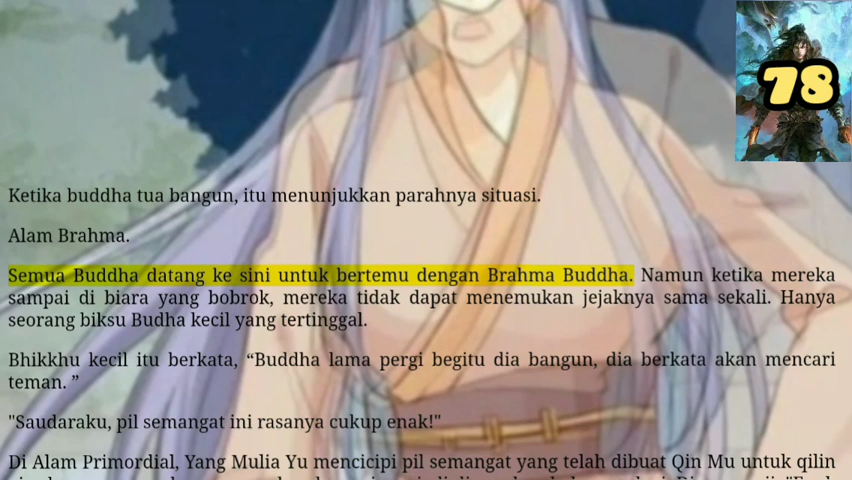 78
Ketika buddha tua bangun, itu menunjukkan parahnya situasi.
Alam Brahma.
Semua Buddha datang ke sini untuk bertemu dengan Brahma Buddha. Namun ketika mereka
sampai di biara yang bobrok, mereka tidak dapat menemukan jejaknya sama sekali. Hanya
seorang biksu Budha kecil yang tertinggal.
Bhikkhu kecil itu berkata, “Buddha lama pergi begitu dia bangun, dia berkata akan mencari
teman. ”
"Saudaraku, pil semangat ini rasanya cukup enak!"
Di Alam Primordial, Yang Mulia Yu mencicipi pil semangat yang telah dibuat Qin Mu untuk qilin